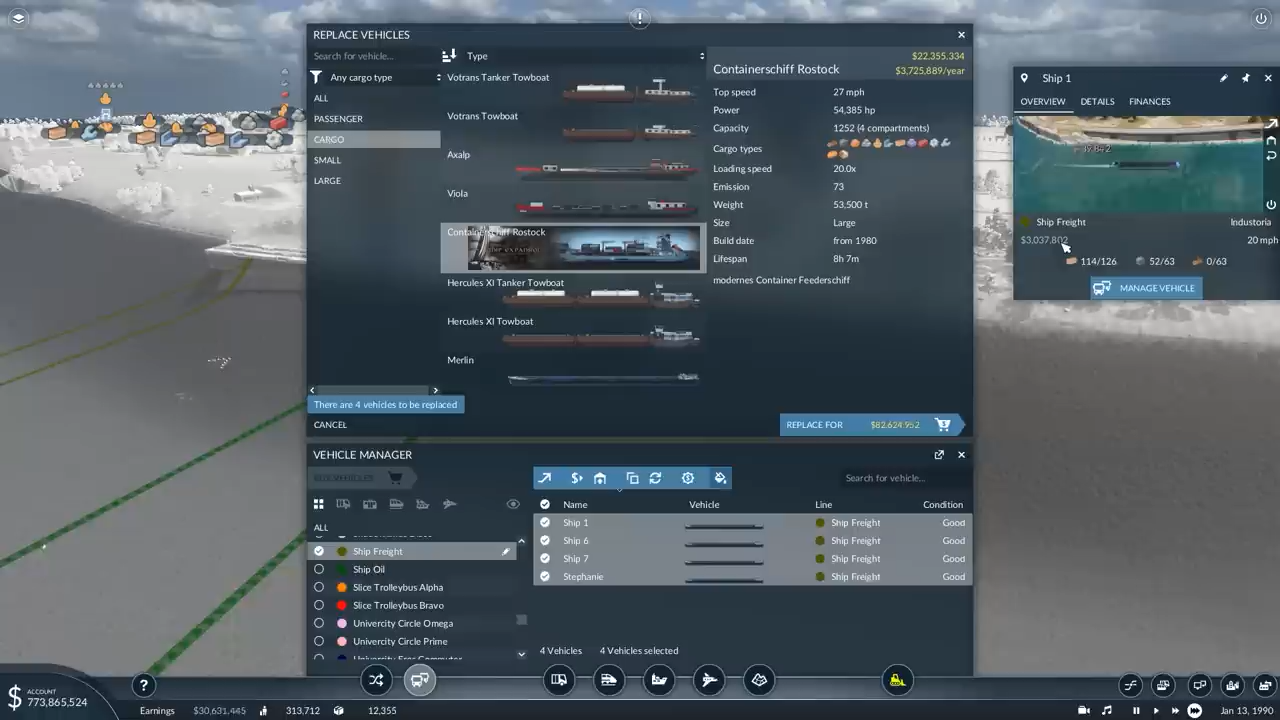 REPLACE VEHICLES
Search for vehicle...
Type
Any cargo type
ALL
PASSENGER
CARGO
SMALL
LARGE
Votrans Tanker Towboat
Votrans Towboat
Axalp
Viola
Containerschiff Rostock
Hercules XI Tanker Towboat
Hercules XI Towboat
Merlin
$22,355,334
Containerschiff Rostock
$3,725,889/year
Top speed 27 mph
Power 54,385 hp
Capacity 1252 (4 compartments)
Cargo types
Loading speed 20.0x
Emission 73
Weight 53,500 t
Size Large
Build date from 1980
Lifespan 8h 7m
modernes Container Feederschiff
There are 4 vehicles to be replaced
CANCEL
REPLACE FOR $82,624,952
Ship 1
OVERVIEW DETAILS FINANCES
Ship Freight Industoria
$3,037,802 20 mph
114/126 52/63 0/63
MANAGE VEHICLE
VEHICLE MANAGER
Search for vehicle...
ALL
Ship Freight
Ship Oil
Slice Trolleybus Alpha
Slice Trolleybus Bravo
Univercity Circle Omega
Univercity Circle Prime
Name Vehicle Line Condition
Ship 1 Ship Freight Good
Ship 6 Ship Freight Good
Ship 7 Ship Freight Good
Stephanie Ship Freight Good
4 Vehicles 4 Vehicles selected
ACCOUNT
$ 773,865,524
?
Earnings $30,631,445 313,712 12,355
Jan 13, 1990